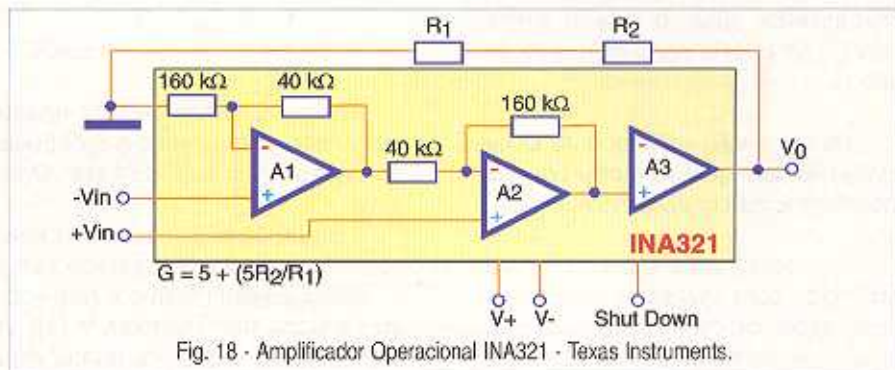 R1 R2
160 kΩ 40 kΩ
160 kΩ
40 kΩ
A1 - +
A2 - +
A3 - +
V0
-Vin
+Vin
INA321
G = 5 + (5R2/R1)
V+ V- Shut Down
Fig. 18 - Amplificador Operacional INA321 - Texas Instruments.